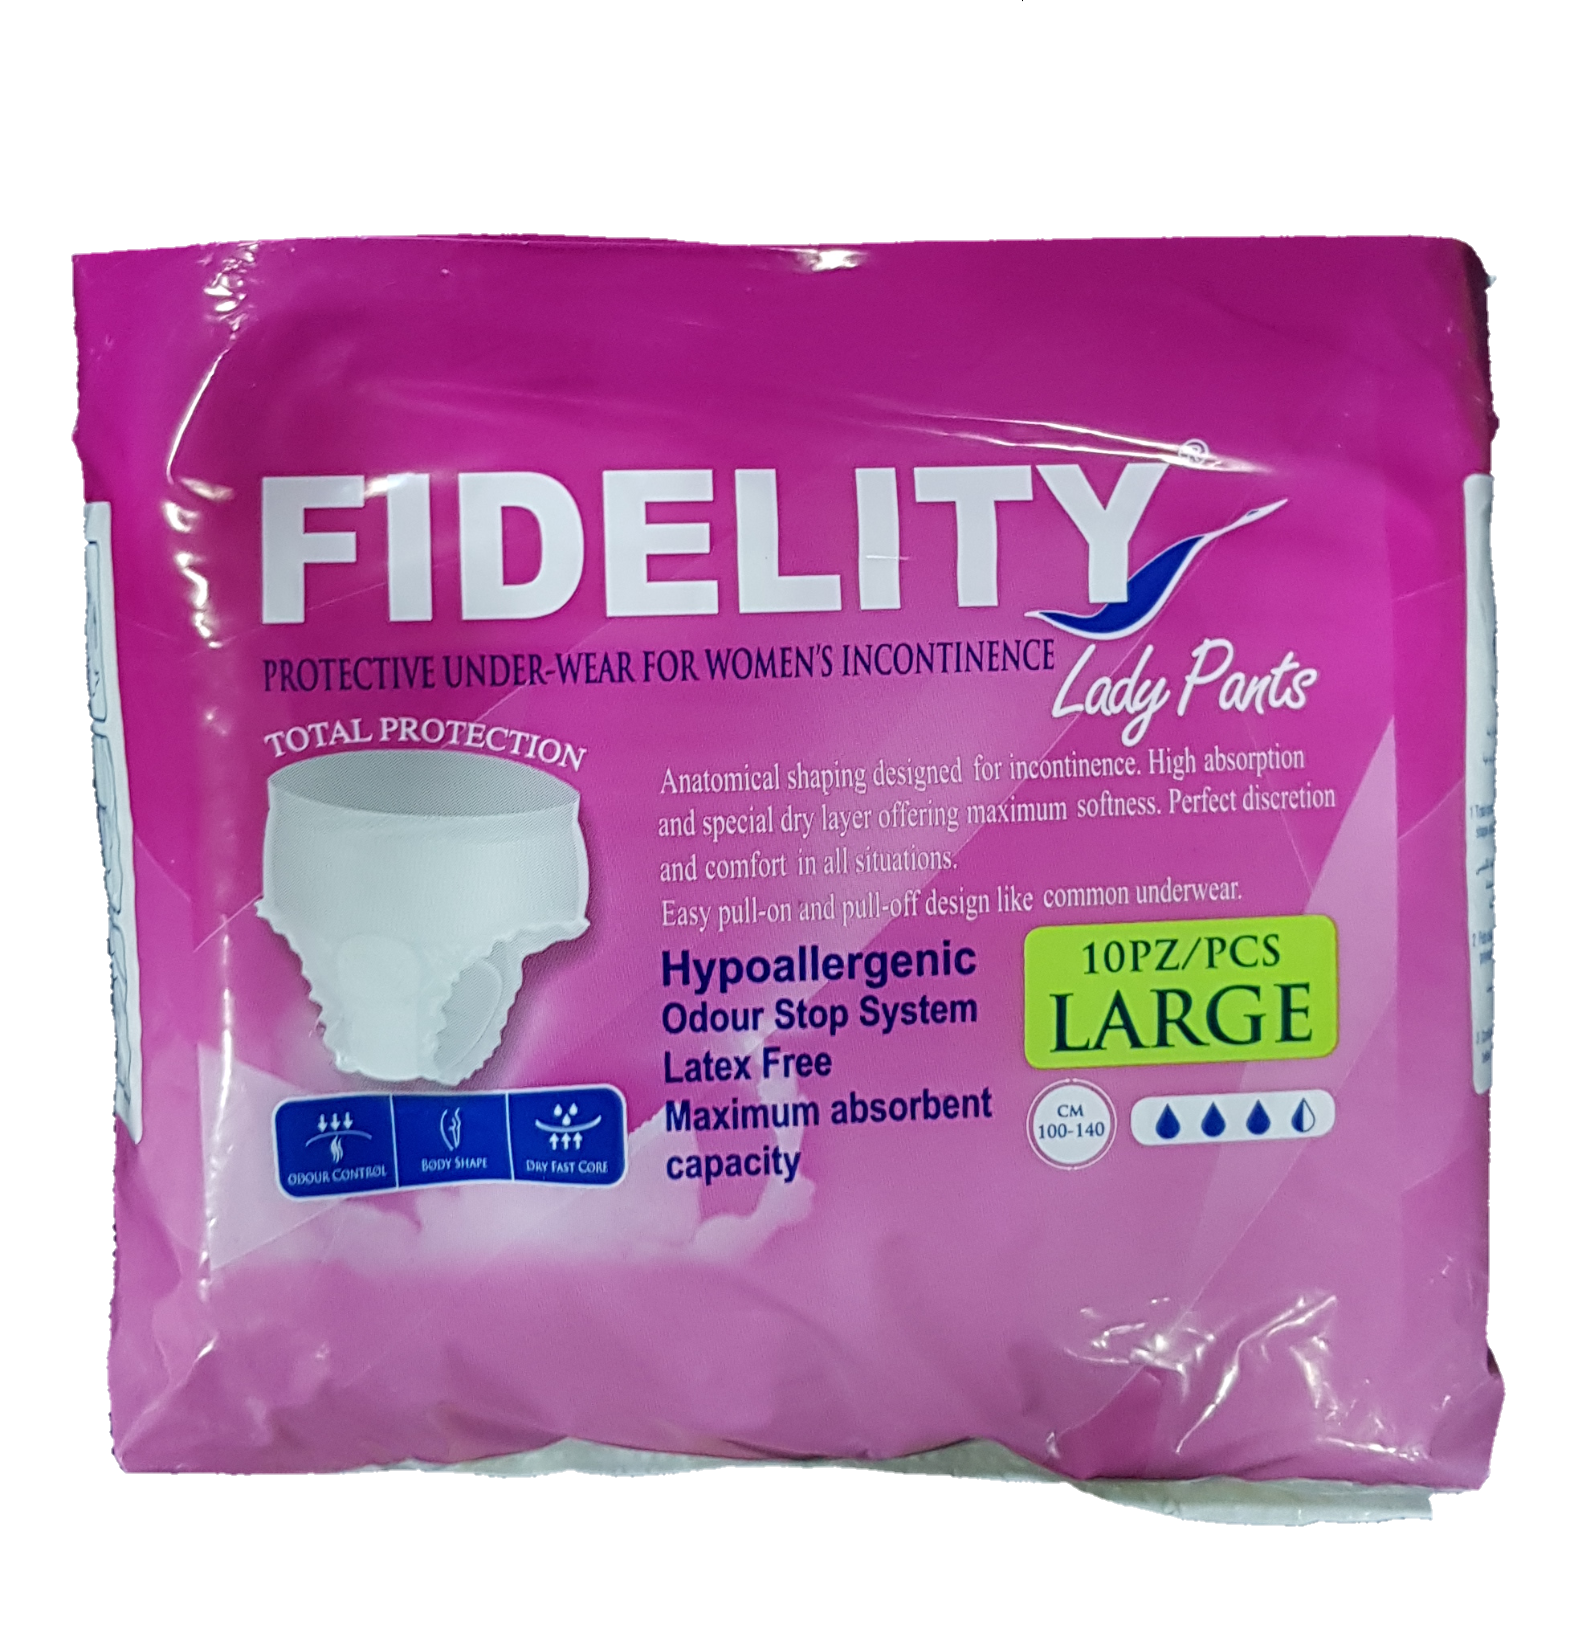 FIDELITY®
PROTECTIVE UNDER-WEAR FOR WOMEN'S INCONTINENCE
Lady Pants
TOTAL PROTECTION
Anatomical shaping designed for incontinence. High absorption
and special dry layer offering maximum softness. Perfect discretion
and comfort in all situations.
Easy pull-on and pull-off design like common underwear.
Hypoallergenic
Odour Stop System
Latex Free
Maximum absorbent
capacity
10PZ/PCS
LARGE
CM
100-140
ODOUR CONTROL
BODY SHAPE
DRY FAST CORE